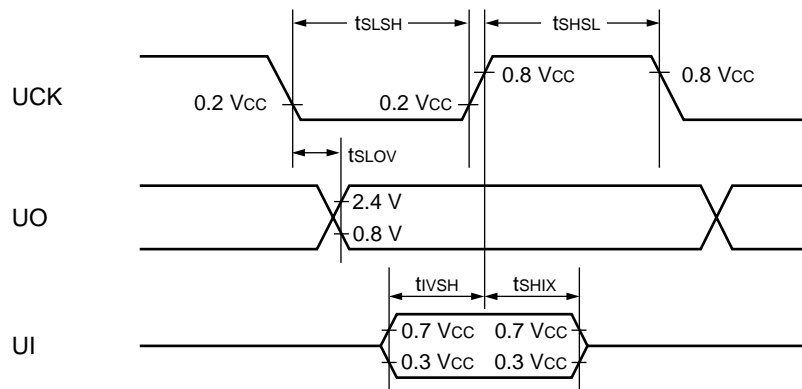 tSLSH tSHSL
UCK
0.2 VCC 0.2 VCC 0.8 VCC 0.8 VCC
tSLOV
UO
2.4 V
0.8 V
tIVSH tSHIX
UI
0.7 VCC 0.7 VCC
0.3 VCC 0.3 VCC